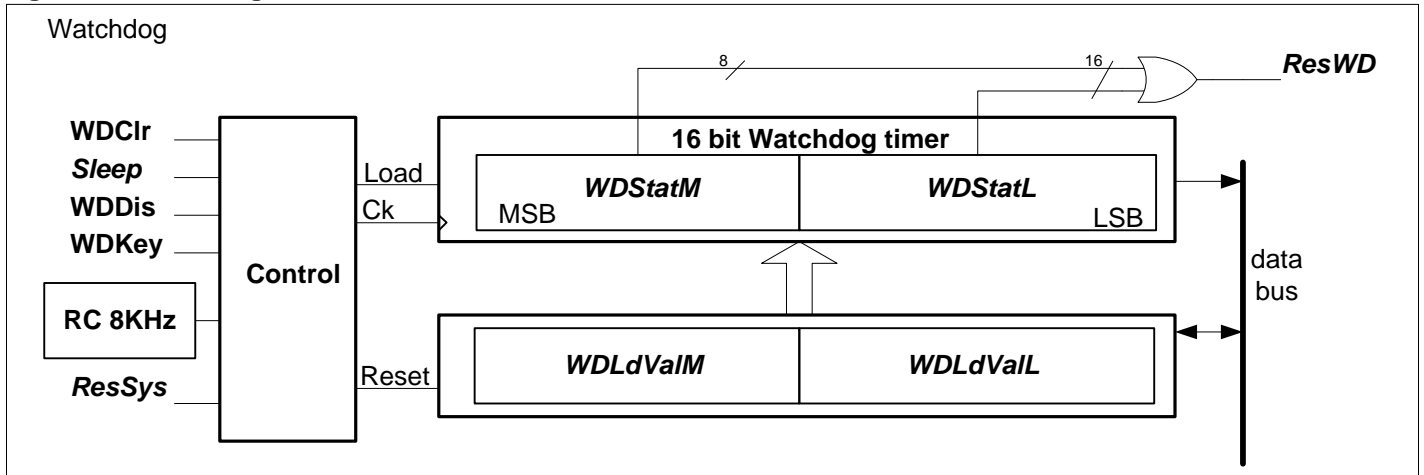 Watchdog
8
16
ResWD
WDClr
Sleep
WDDis
WDKey
RC 8KHz
ResSys
Control
Load
Ck
Reset
16 bit Watchdog timer
WDStatM
WDStatL
MSB
LSB
WDLdValM
WDLdValL
data
bus